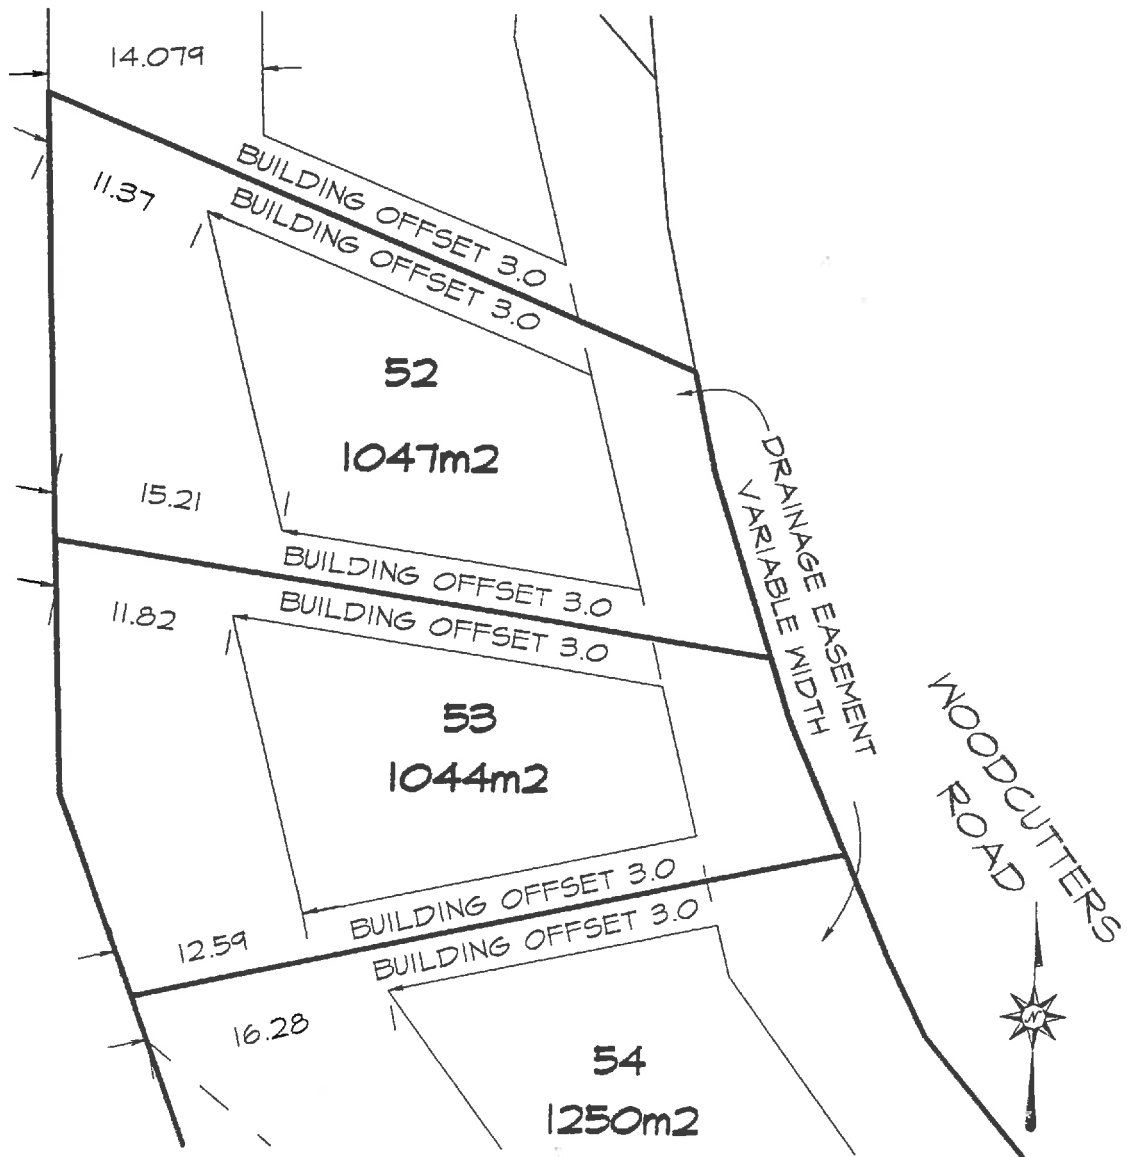 14.079
BUILDING OFFSET 3.0
11.37
BUILDING OFFSET 3.0
52
1047m2
15.21
BUILDING OFFSET 3.0
DRAINAGE EASEMENT
VARIABLE WIDTH
11.82
BUILDING OFFSET 3.0
53
1044m2
WOODCUTTERS
ROAD
BUILDING OFFSET 3.0
12.59
BUILDING OFFSET 3.0
16.28
N
54
1250m2